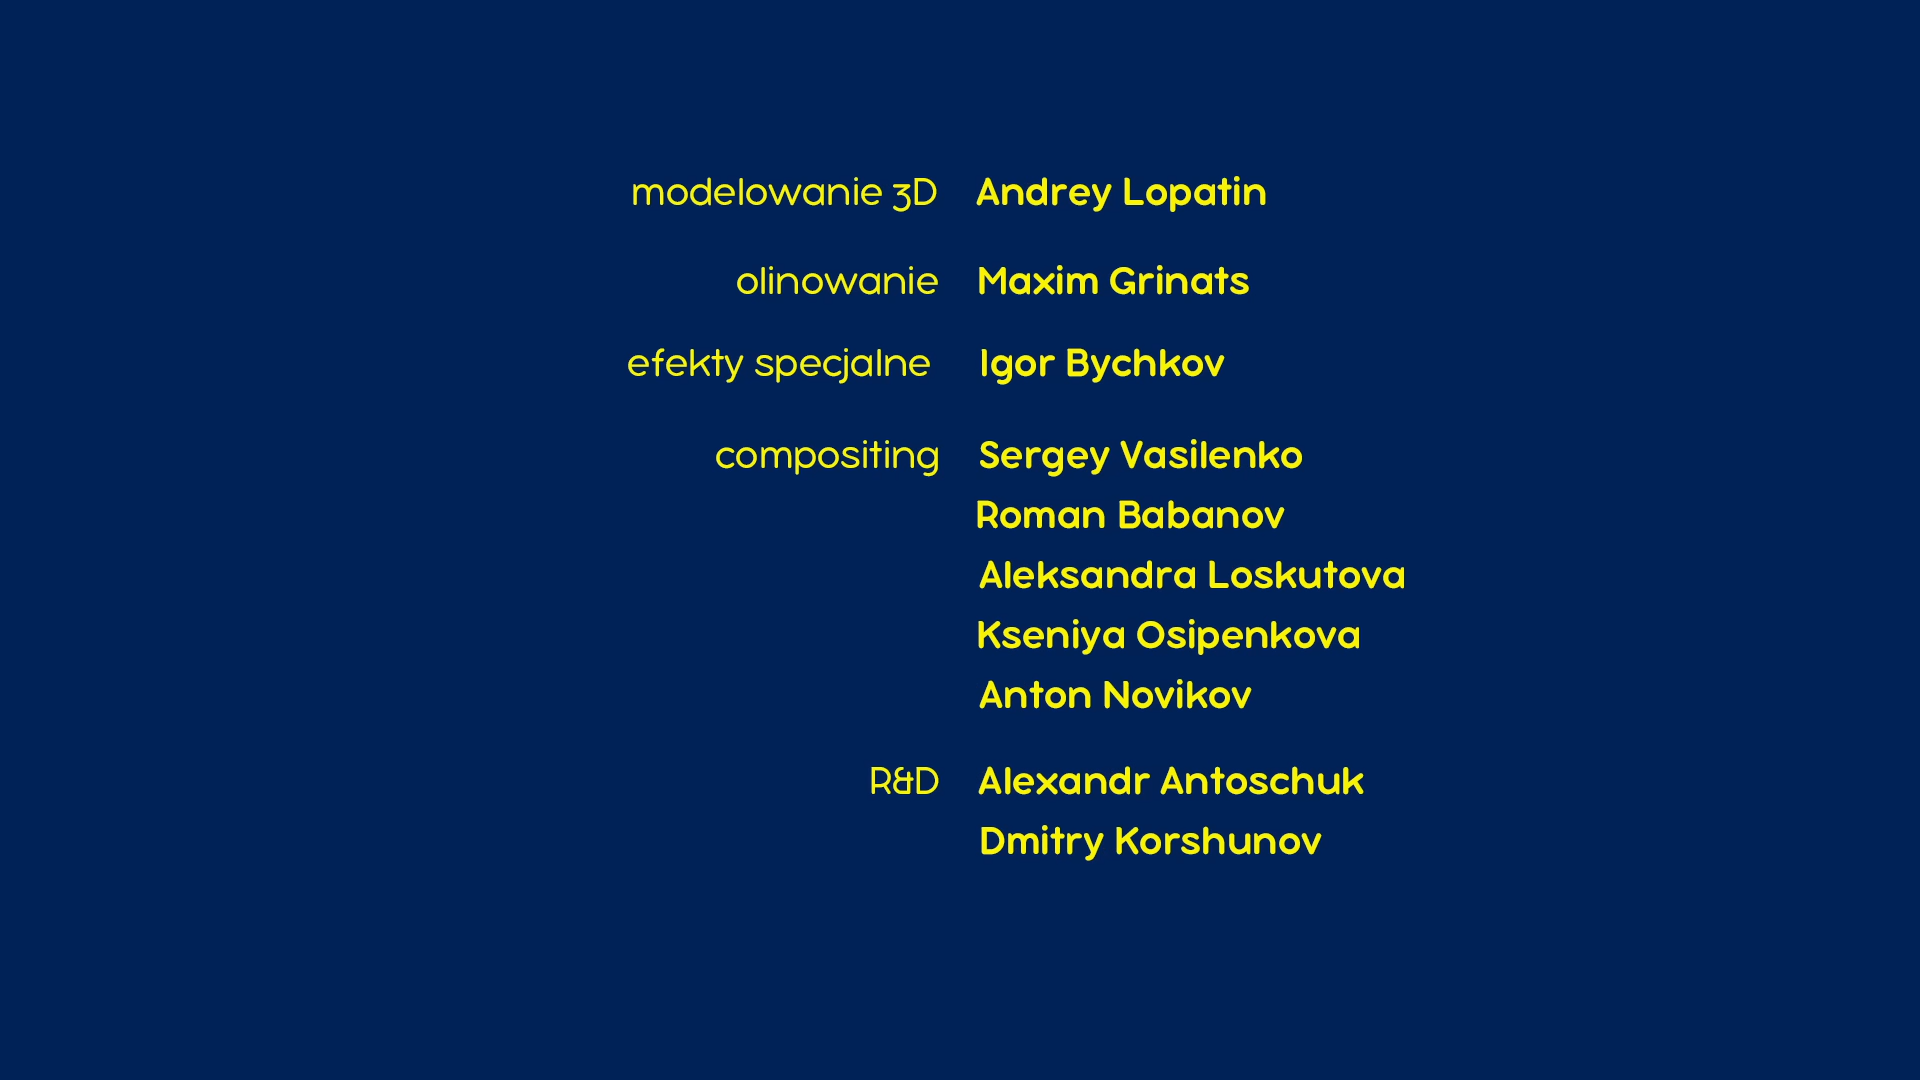 modelowanie 3D Andrey Lopatin
olinowanie Maxim Grinats
efekty specjalne Igor Bychkov
compositing Sergey Vasilenko
Roman Babanov
Aleksandra Loskutova
Kseniya Osipenkova
Anton Novikov
R&D Alexandr Antoschuk
Dmitry Korshunov